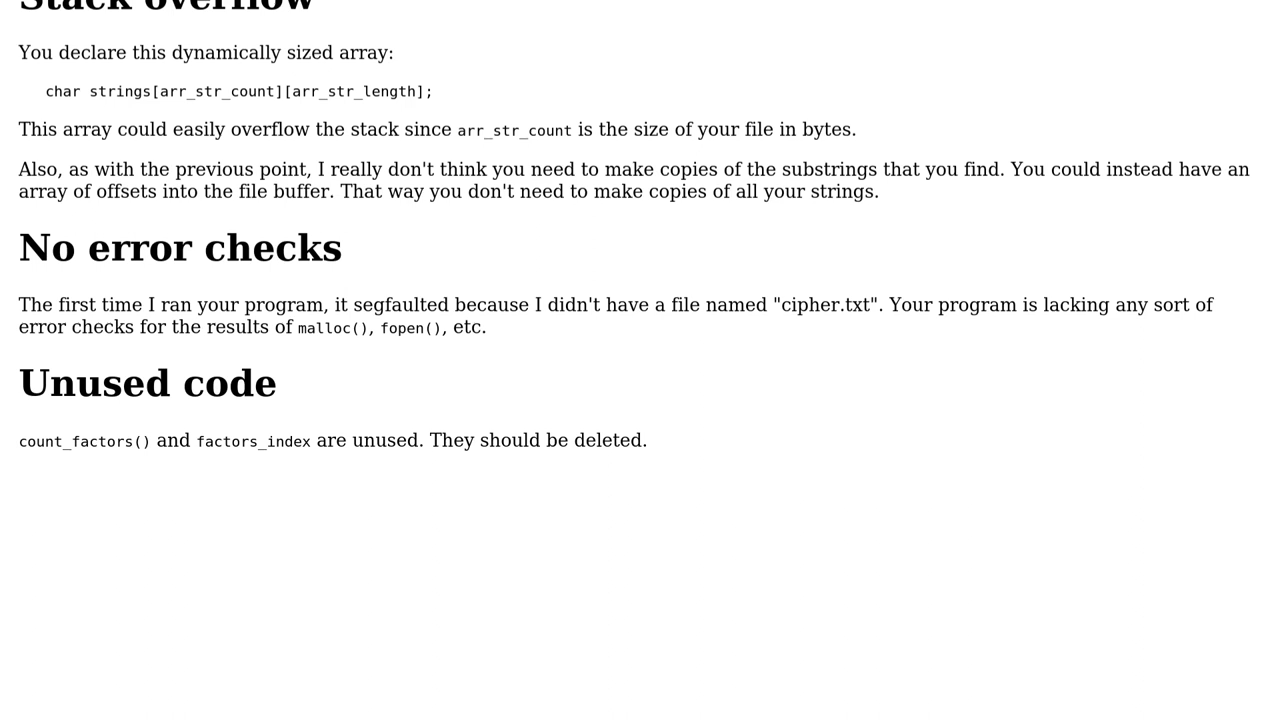 Stack overflow
You declare this dynamically sized array:
char strings[arr_str_count][arr_str_length];
This array could easily overflow the stack since arr_str_count is the size of your file in bytes.
Also, as with the previous point, I really don't think you need to make copies of the substrings that you find. You could instead have an
array of offsets into the file buffer. That way you don't need to make copies of all your strings.
No error checks
The first time I ran your program, it segfaulted because I didn't have a file named "cipher.txt". Your program is lacking any sort of
error checks for the results of malloc(), fopen(), etc.
Unused code
count_factors() and factors_index are unused. They should be deleted.